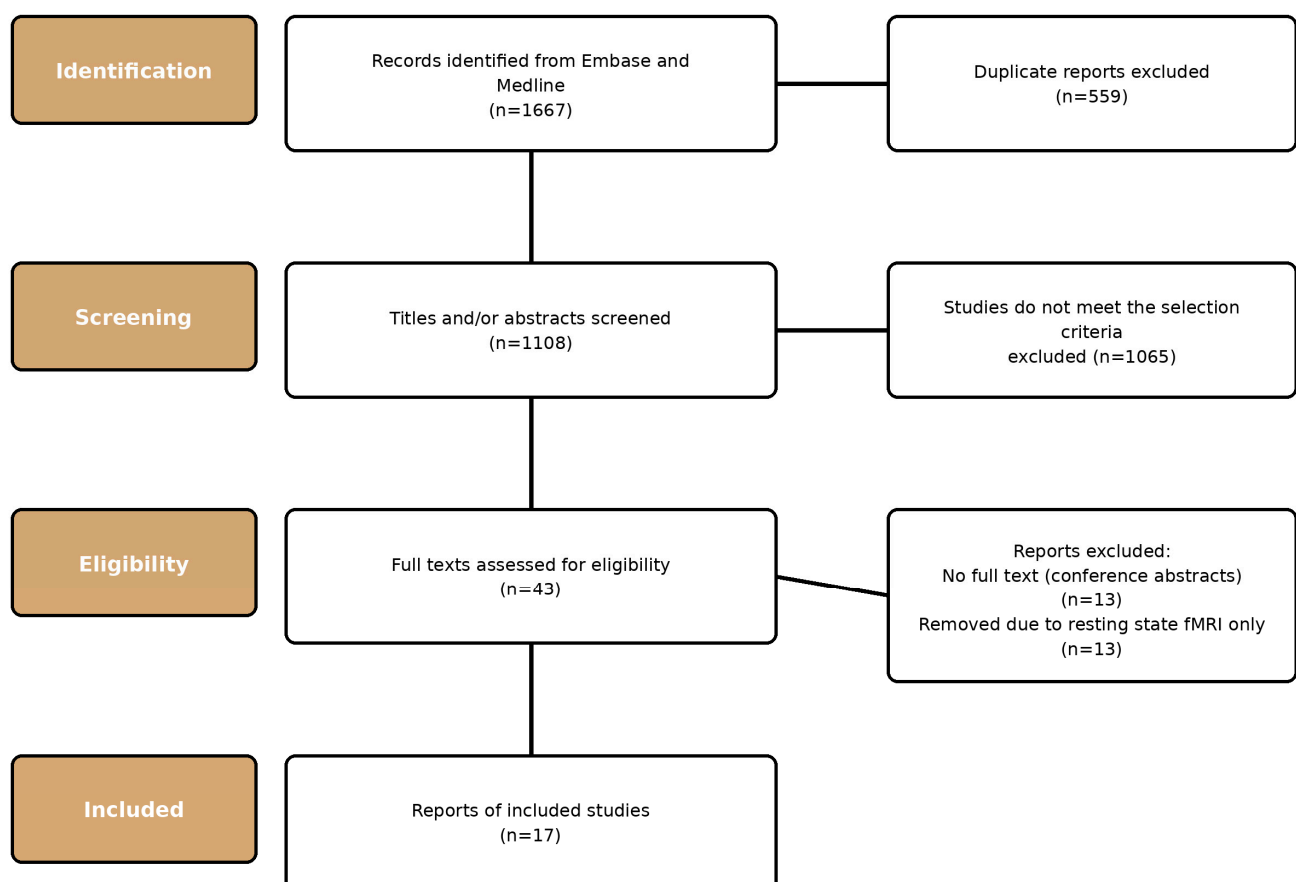 Identification
Records identified from Embase and
Medline
(n=1667)
Duplicate reports excluded
(n=559)
Screening
Titles and/or abstracts screened
(n=1108)
Studies do not meet the selection
criteria
excluded (n=1065)
Eligibility
Full texts assessed for eligibility
(n=43)
Reports excluded:
No full text (conference abstracts)
(n=13)
Removed due to resting state fMRI only
(n=13)
Included
Reports of included studies
(n=17)